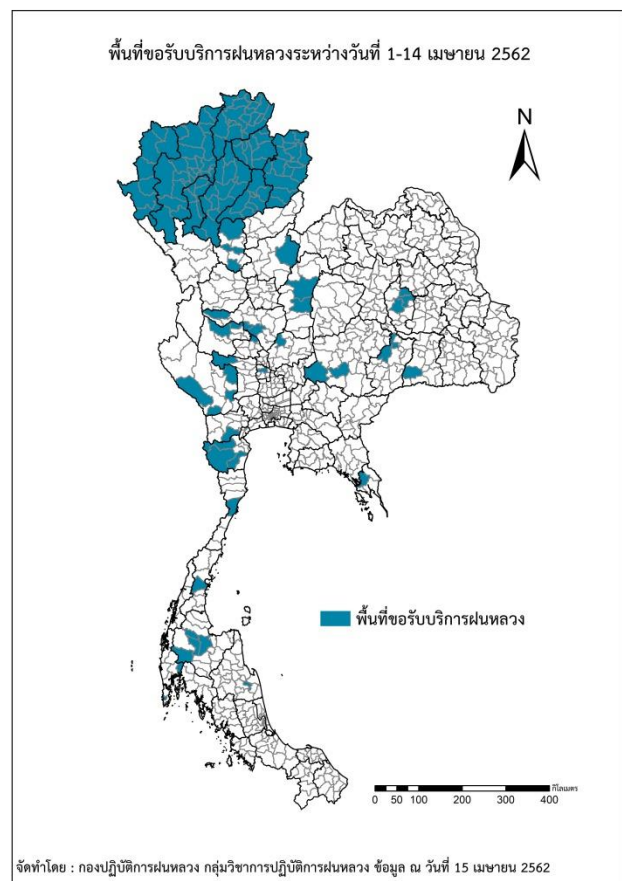 พื้นที่ขอรับบริการฝนหลวงระหว่างวันที่ 1-14 เมษายน 2562
N
พื้นที่ขอรับบริการฝนหลวง
กิโลเมตร
0 50 100 200 300 400
จัดทำโดย : กองปฏิบัติการฝนหลวง กลุ่มวิชาการปฏิบัติการฝนหลวง ข้อมูล ณ วันที่ 15 เมษายน 2562